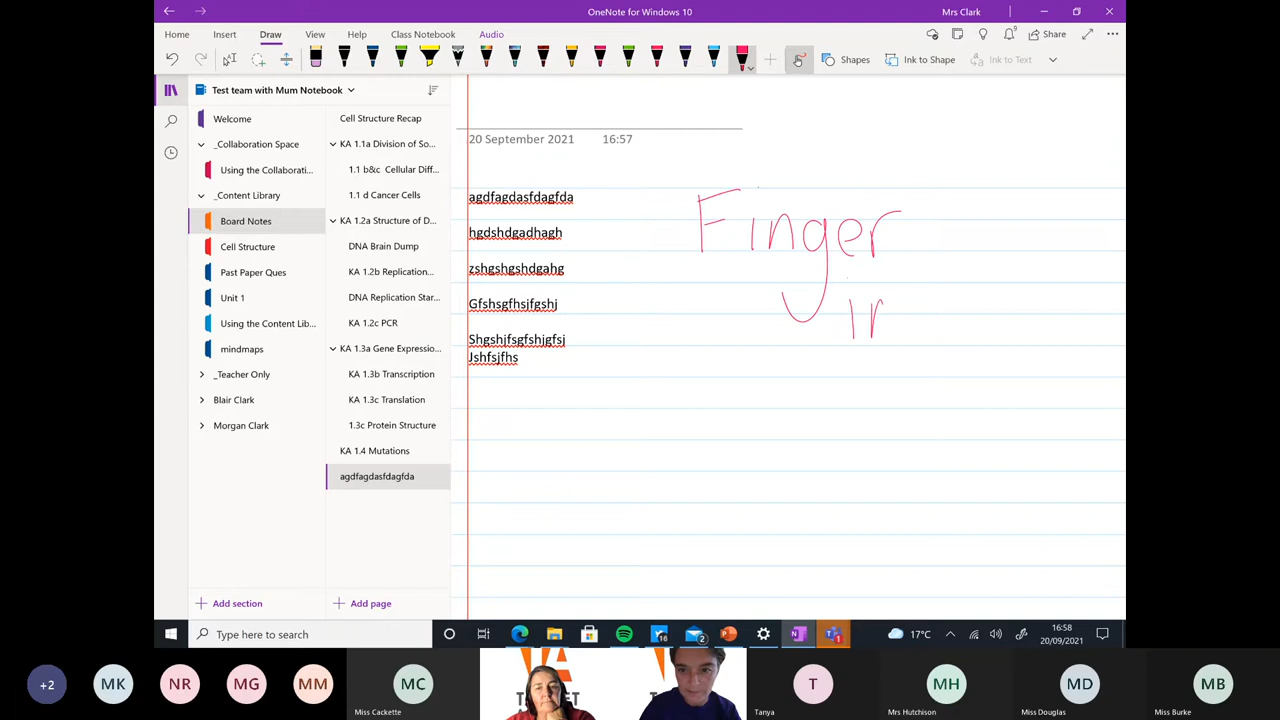 OneNote for Windows 10
Mrs Clark
Home Insert Draw View Help Class Notebook Audio
Share
Shapes Ink to Shape Ink to Text
Test team with Mum Notebook
Welcome
_Collaboration Space
Using the Collaborati...
_Content Library
Board Notes
Cell Structure
Past Paper Ques
Unit 1
Using the Content Lib...
mindmaps
_Teacher Only
Blair Clark
Morgan Clark
Add section
Cell Structure Recap
KA 1.1a Division of So...
1.1 b&c Cellular Diff...
1.1 d Cancer Cells
KA 1.2a Structure of D...
DNA Brain Dump
KA 1.2b Replication...
DNA Replication Star...
KA 1.2c PCR
KA 1.3a Gene Expressio...
KA 1.3b Transcription
KA 1.3c Translation
1.3c Protein Structure
KA 1.4 Mutations
agdfagdasfdagfda
Add page
20 September 2021 16:57
agdfagdasfdagfda
hgdshdgadhagh
zshgshgshdgahg
Gfshsgfhsjfgshj
Shgshjfsgfshjgfsj
Jshfsjfhs
Finger
ir
Type here to search
16
2
1
17°C
16:58
20/09/2021
+2 MK NR MG MM MC T MH MD MB
Miss Cackette Tanya Mrs Hutchison Miss Douglas Miss Burke